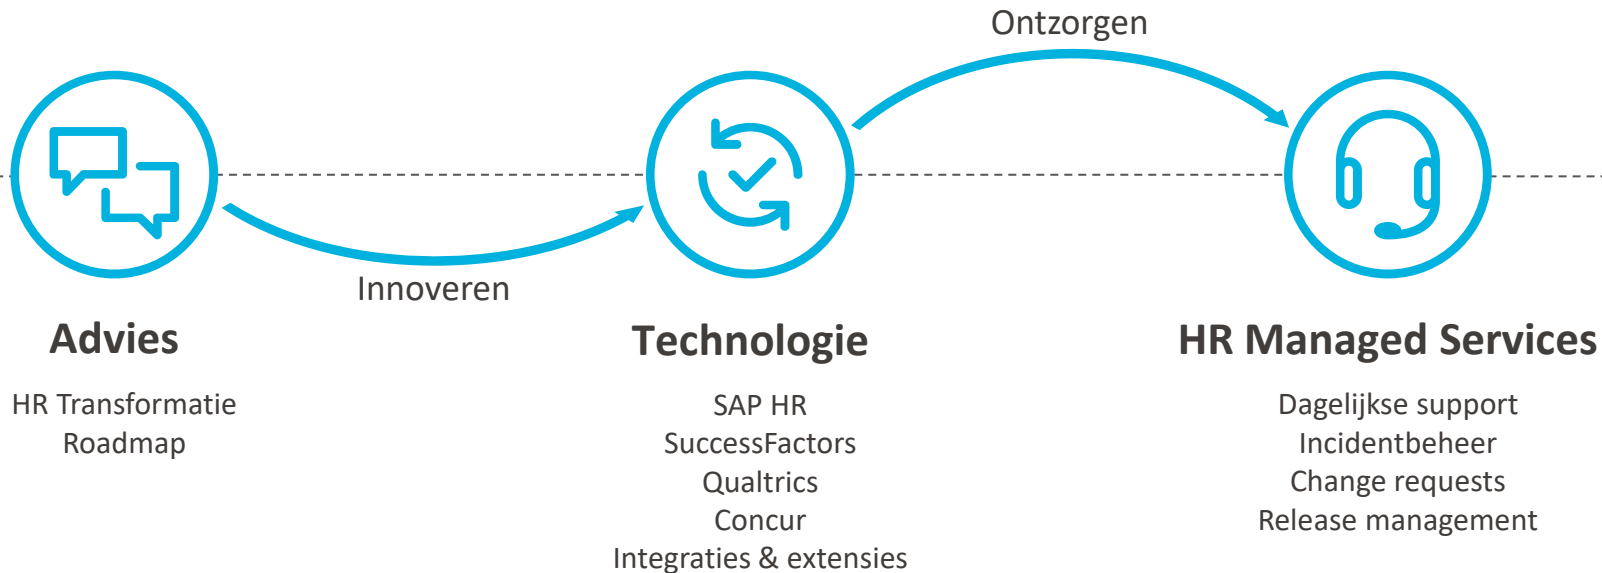 Ontzorgen
Innoveren
Advies
HR Transformatie
Roadmap
Technologie
SAP HR
SuccessFactors
Qualtrics
Concur
Integraties & extensies
HR Managed Services
Dagelijkse support
Incidentbeheer
Change requests
Release management